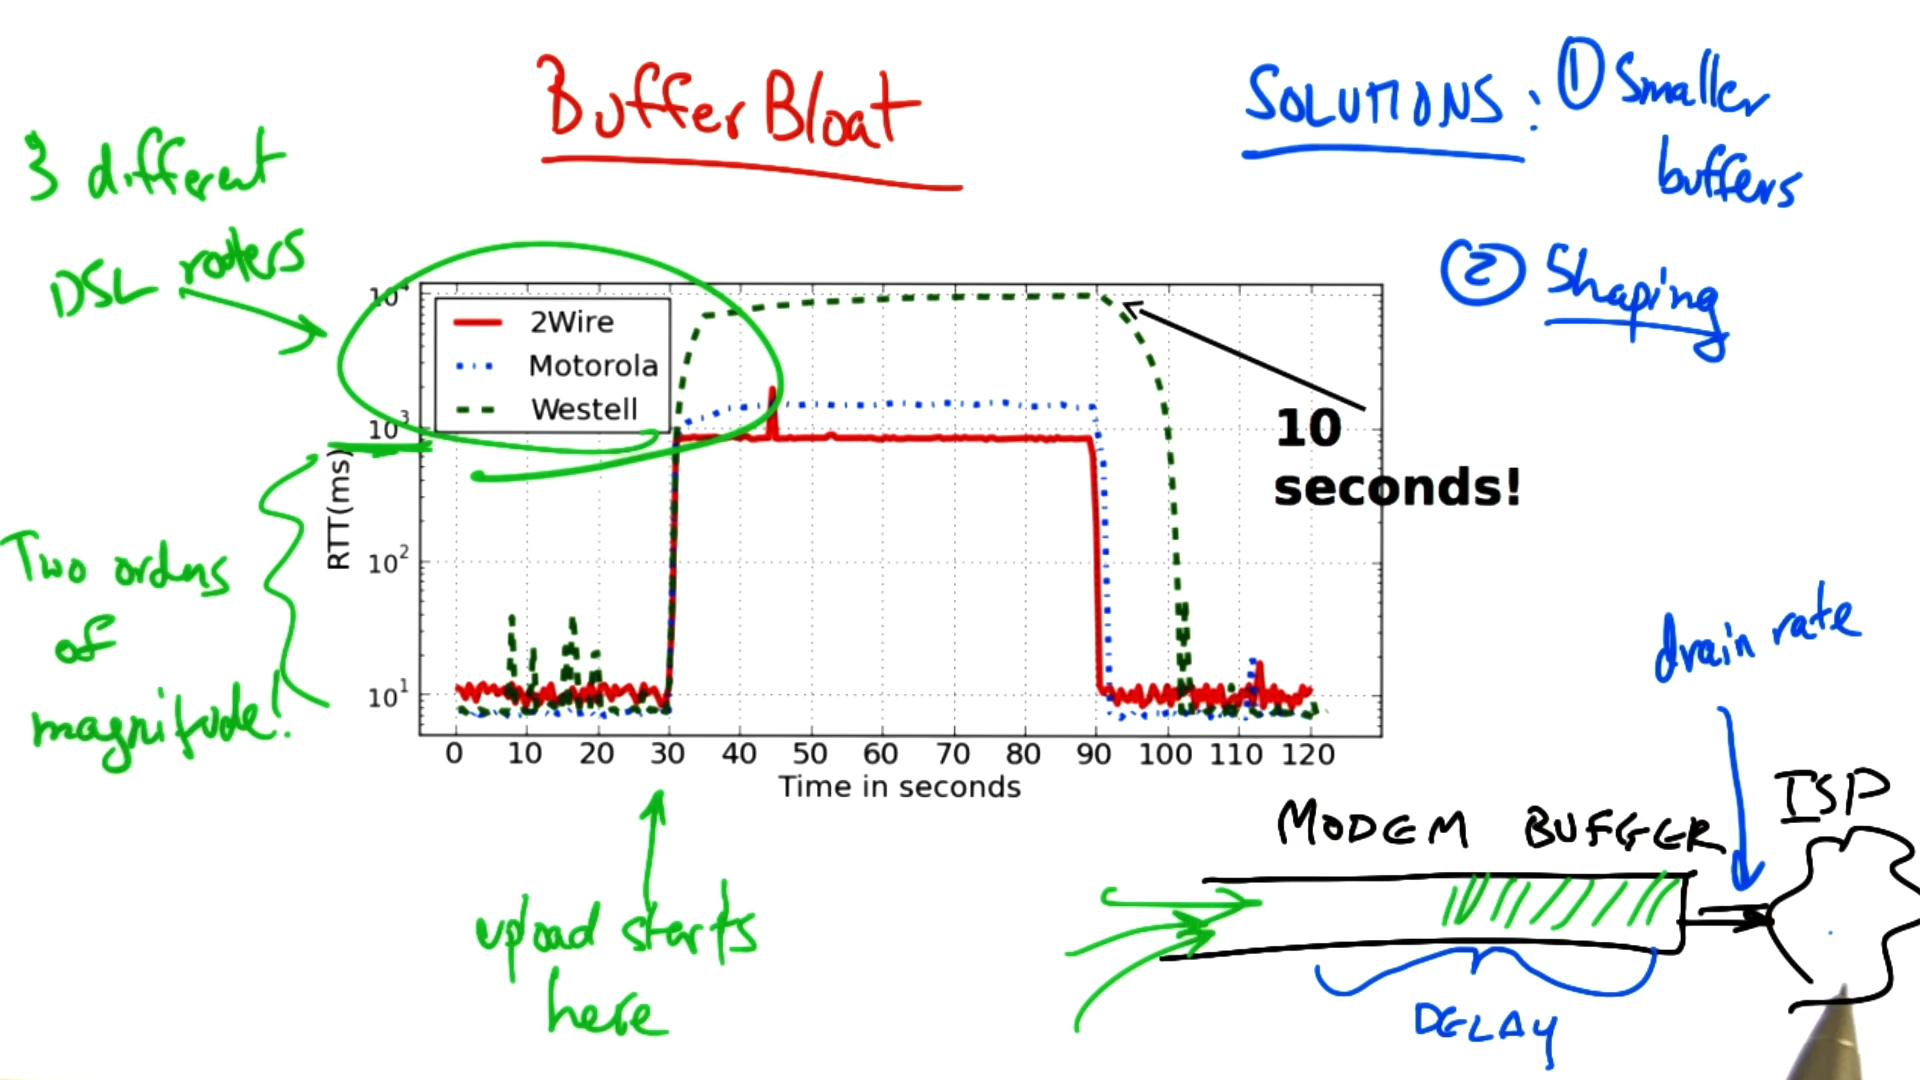 BufferBloat
SOLUTIONS: ① Smaller
buffers
② Shaping
3 different
DSL routers
10⁴
10³
10²
10¹
RTT(ms)
2Wire
Motorola
Westell
10
seconds!
Two orders
of
magnitude!
0 10 20 30 40 50 60 70 80 90 100 110 120
Time in seconds
upload starts
here
drain rate
ISP
MODEM BUFFER
DELAY